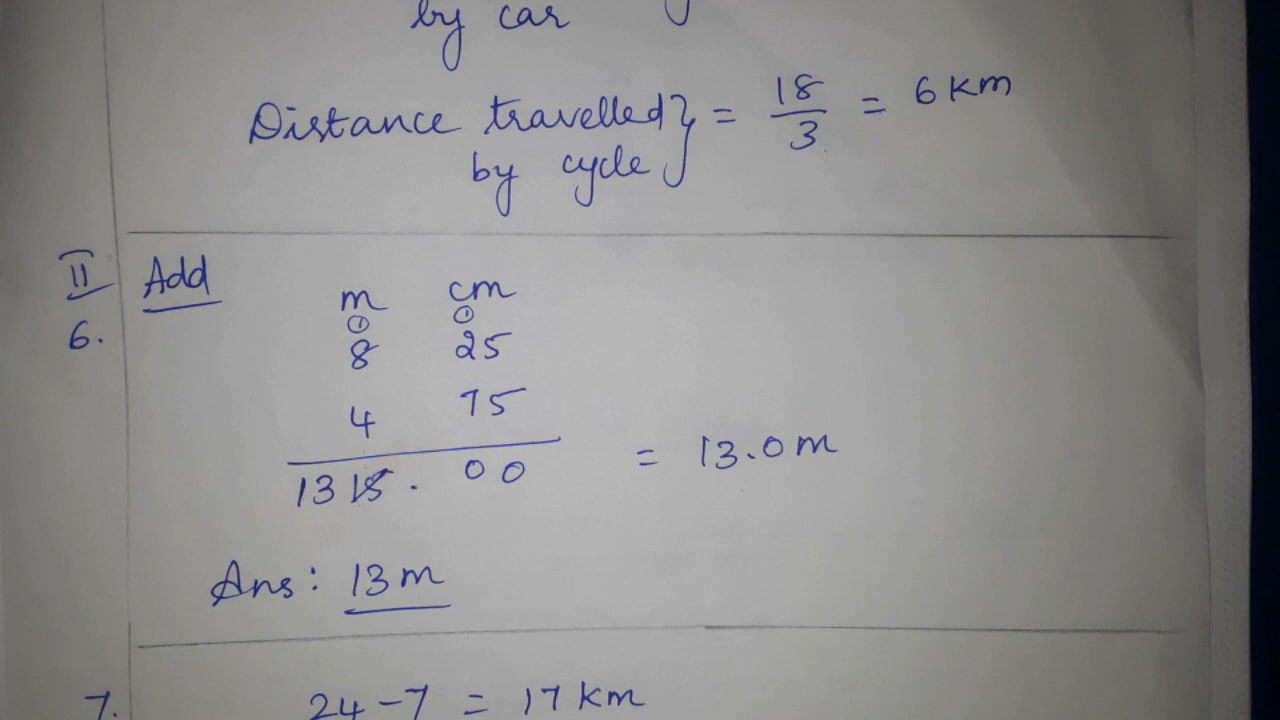 by car }
Distance travelled } = 18/3 = 6 km
by cycle
II Add
6.
m cm
1 1
8 25
4 75
13 . 00 = 13.0 m
Ans: 13 m
7. 24 - 7 = 17 km